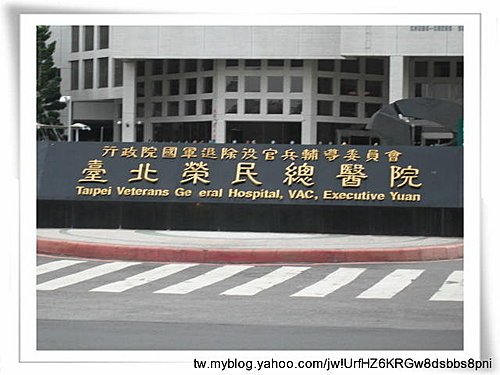 行政院國軍退除役官兵輔導委員會
臺北榮民總醫院
Taipei Veterans Ge eral Hospital, VAC, Executive Yuan
tw.myblog.yahoo.com/jw!UrfHZ6KRGw8dsbbs8pni